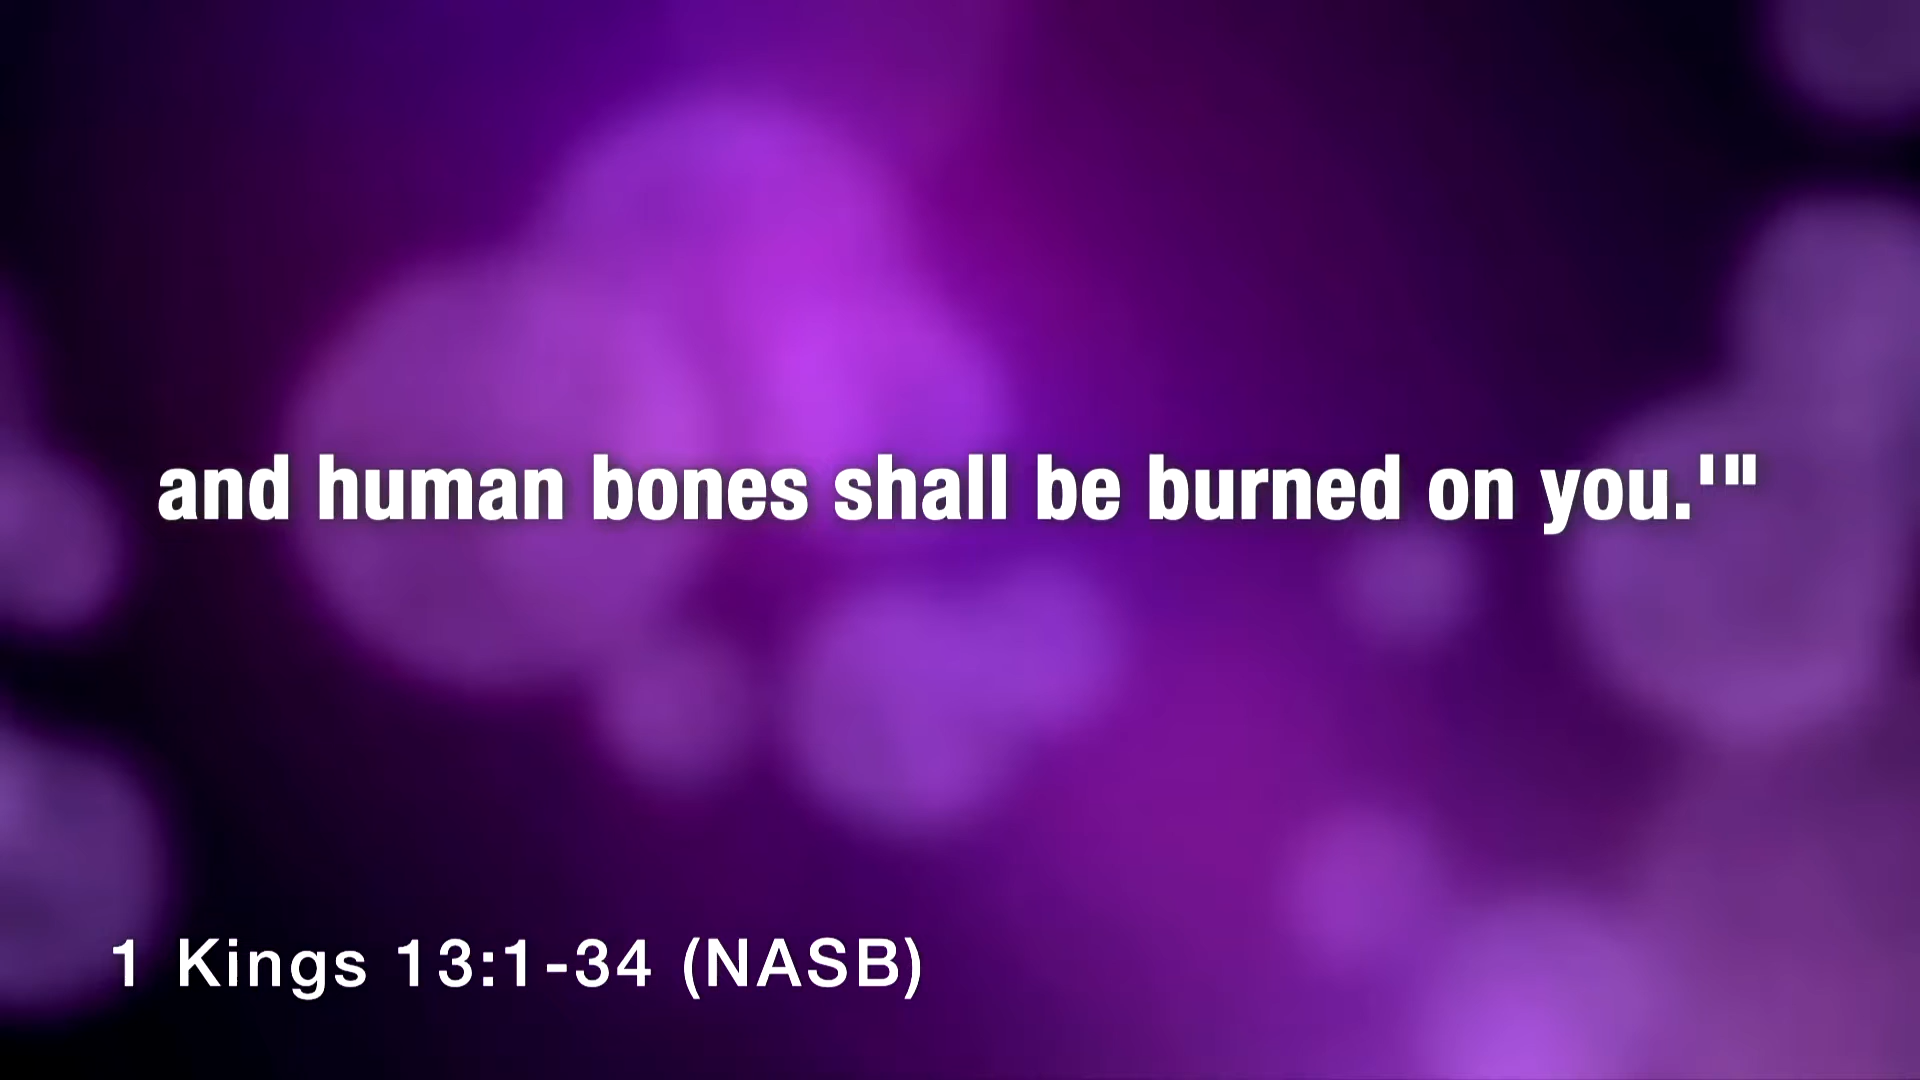 and human bones shall be burned on you.'"
1 Kings 13:1-34 (NASB)